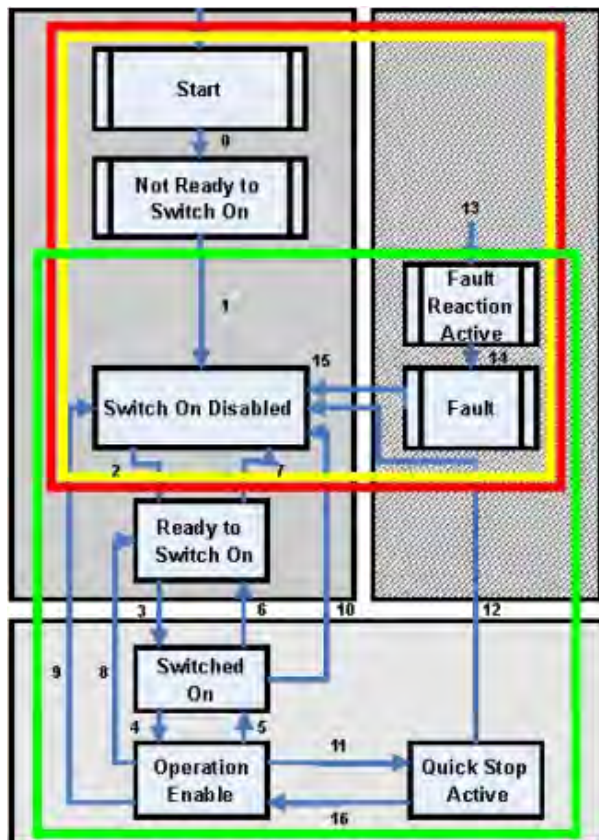 Start
0
Not Ready to
Switch On
13
1
Fault
Reaction
Active
15
14
Switch On Disabled
Fault
2
7
Ready to
Switch On
3
6
10
12
9
8
Switched
On
4
5
11
Operation
Enable
Quick Stop
Active
16